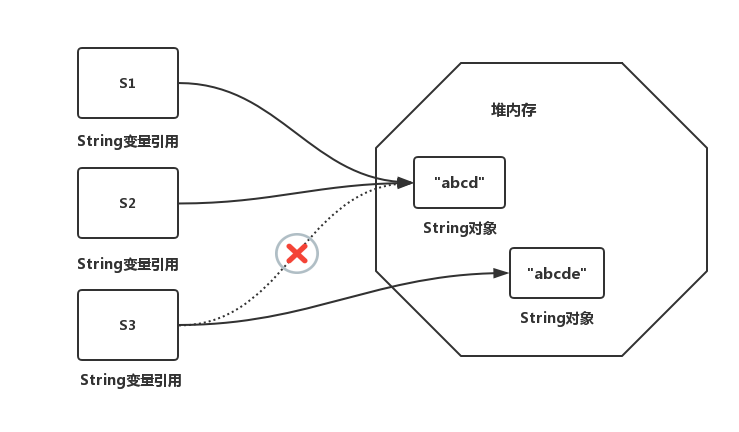 S1
String变量引用
堆内存
"abcd"
S2
String对象
String变量引用
"abcde"
S3
String对象
String变量引用